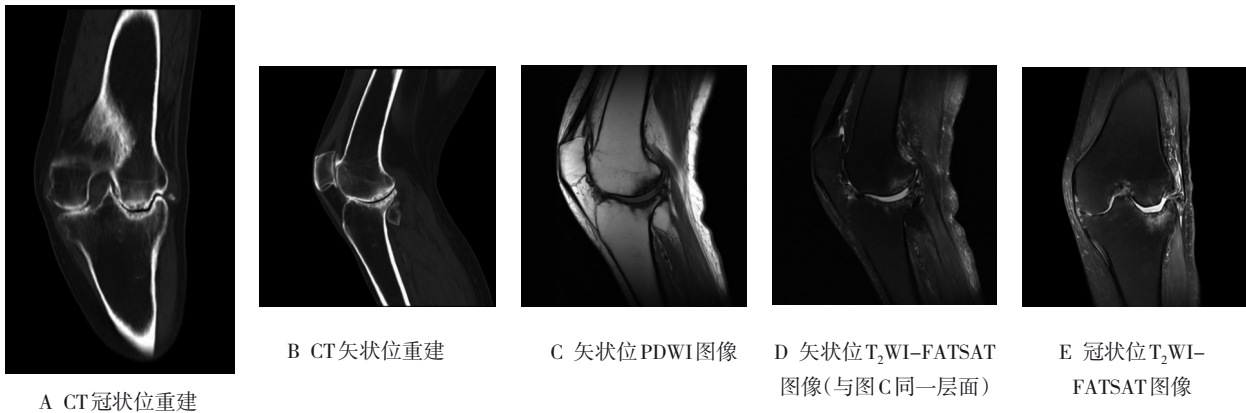 A CT冠状位重建
B CT矢状位重建
C 矢状位PDWI图像
D 矢状位T₂WI-FATSAT
图像(与图C同一层面)
E 冠状位T₂WI-
FATSAT图像